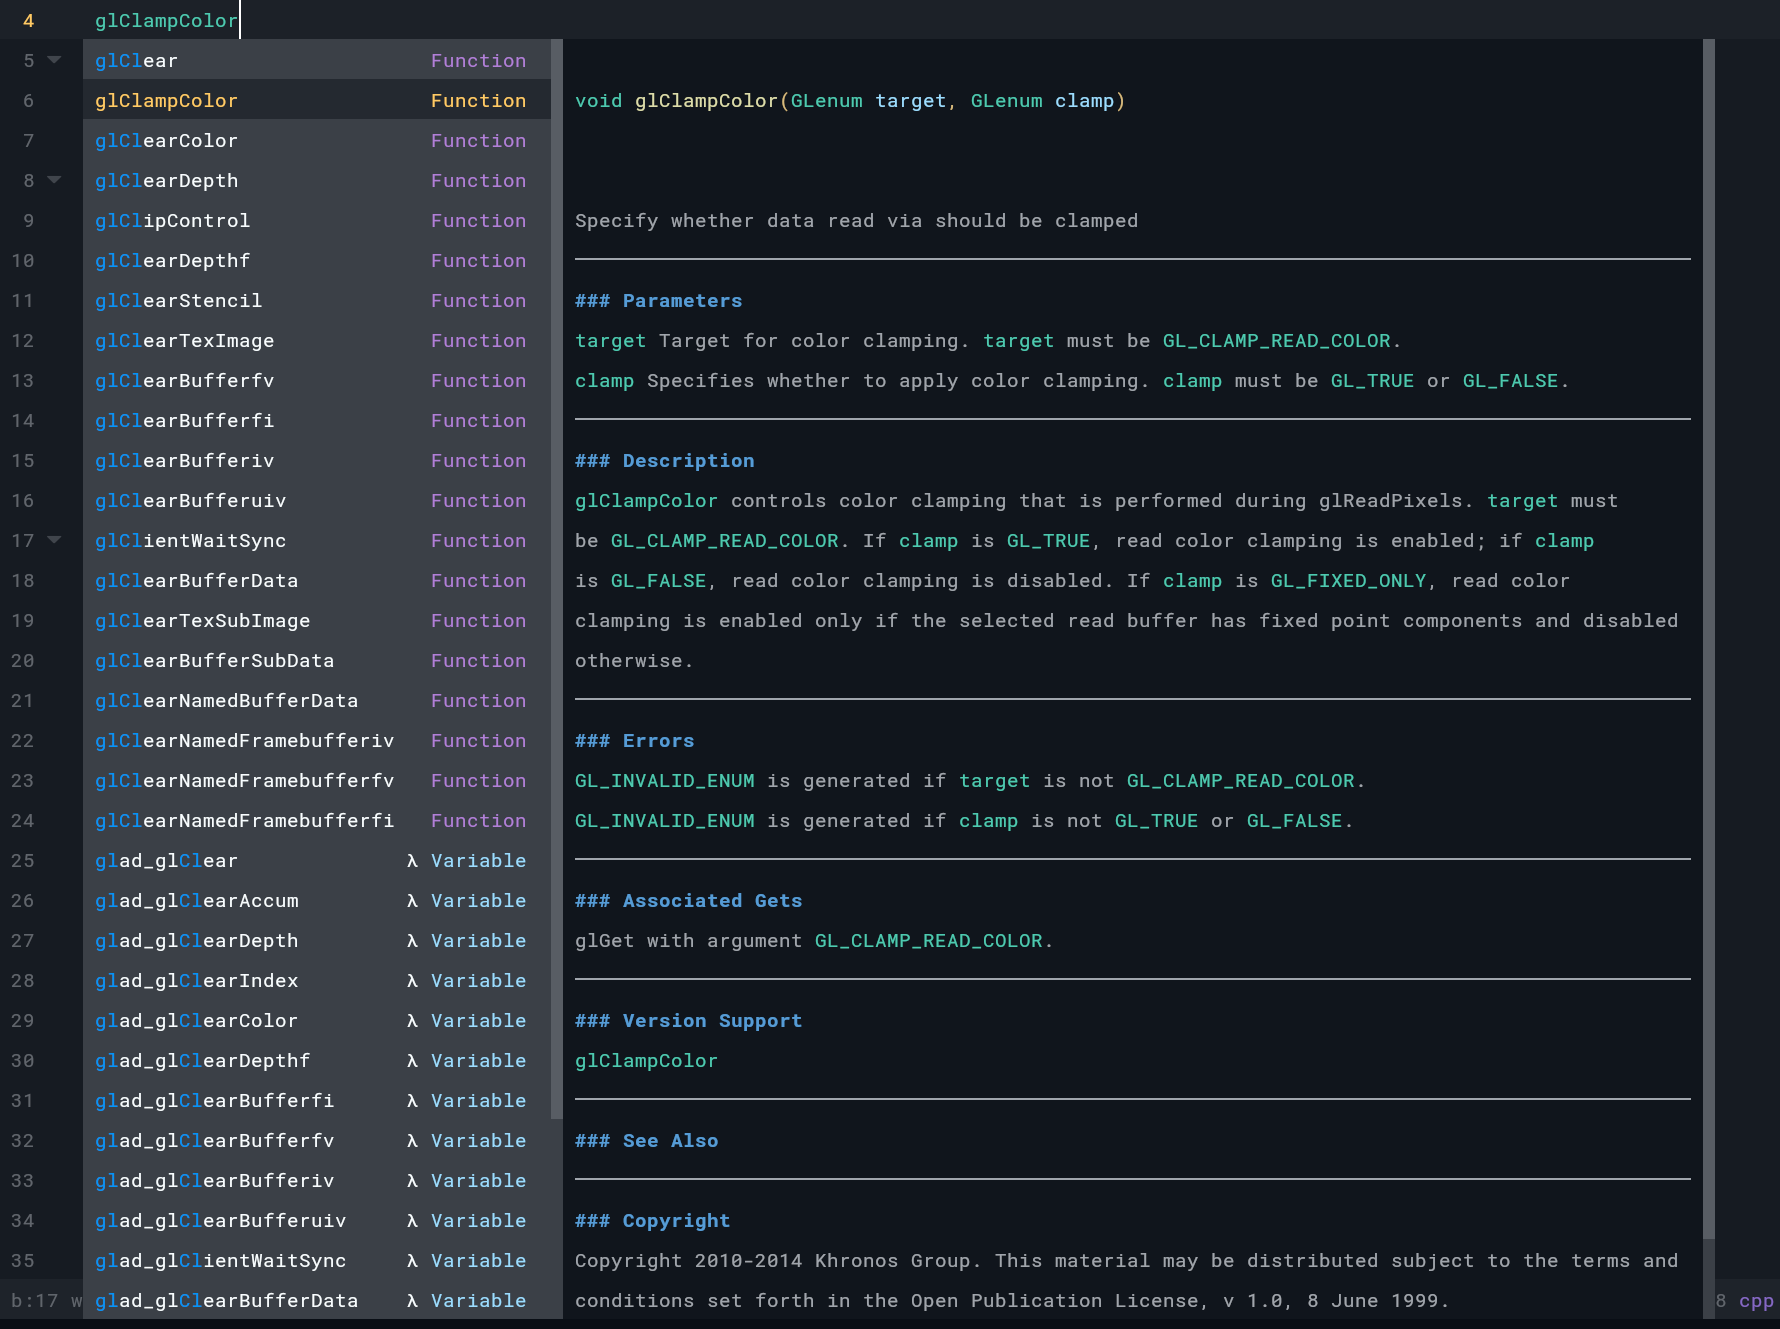 4 glClampColor
5 glClear Function
6 glClampColor Function void glClampColor(GLenum target, GLenum clamp)
7 glClearColor Function
8 glClearDepth Function
9 glClipControl Function Specify whether data read via should be clamped
10 glClearDepthf Function
11 glClearStencil Function ### Parameters
12 glClearTexImage Function target Target for color clamping. target must be GL_CLAMP_READ_COLOR.
13 glClearBufferfv Function clamp Specifies whether to apply color clamping. clamp must be GL_TRUE or GL_FALSE.
14 glClearBufferfi Function
15 glClearBufferiv Function ### Description
16 glClearBufferuiv Function glClampColor controls color clamping that is performed during glReadPixels. target must
17 glClientWaitSync Function be GL_CLAMP_READ_COLOR. If clamp is GL_TRUE, read color clamping is enabled; if clamp
18 glClearBufferData Function is GL_FALSE, read color clamping is disabled. If clamp is GL_FIXED_ONLY, read color
19 glClearTexSubImage Function clamping is enabled only if the selected read buffer has fixed point components and disabled
20 glClearBufferSubData Function otherwise.
21 glClearNamedBufferData Function
22 glClearNamedFramebufferiv Function ### Errors
23 glClearNamedFramebufferfv Function GL_INVALID_ENUM is generated if target is not GL_CLAMP_READ_COLOR.
24 glClearNamedFramebufferfi Function GL_INVALID_ENUM is generated if clamp is not GL_TRUE or GL_FALSE.
25 glad_glClear λ Variable
26 glad_glClearAccum λ Variable ### Associated Gets
27 glad_glClearDepth λ Variable glGet with argument GL_CLAMP_READ_COLOR.
28 glad_glClearIndex λ Variable
29 glad_glClearColor λ Variable ### Version Support
30 glad_glClearDepthf λ Variable glClampColor
31 glad_glClearBufferfi λ Variable
32 glad_glClearBufferfv λ Variable ### See Also
33 glad_glClearBufferiv λ Variable
34 glad_glClearBufferuiv λ Variable ### Copyright
35 glad_glClientWaitSync λ Variable Copyright 2010-2014 Khronos Group. This material may be distributed subject to the terms and
b:17 w glad_glClearBufferData λ Variable conditions set forth in the Open Publication License, v 1.0, 8 June 1999. 8 cpp